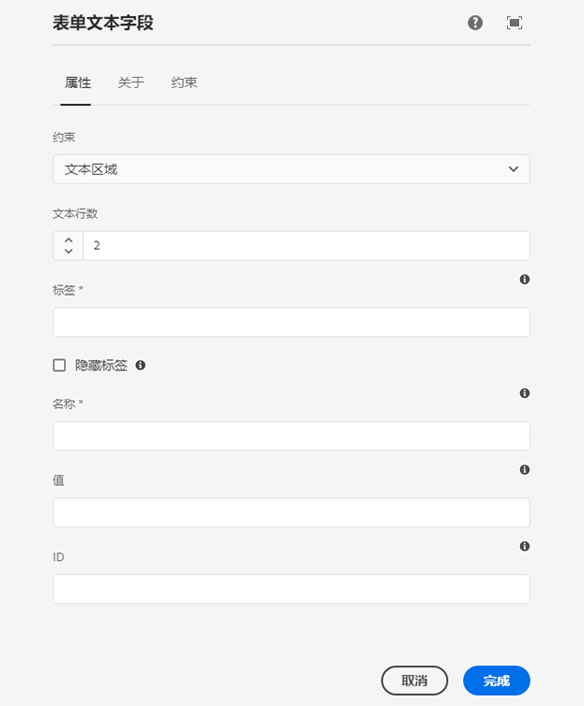 表单文本字段
属性 关于 约束
约束
文本区域
文本行数
2
标签 *
隐藏标签
名称 *
值
ID
取消 完成